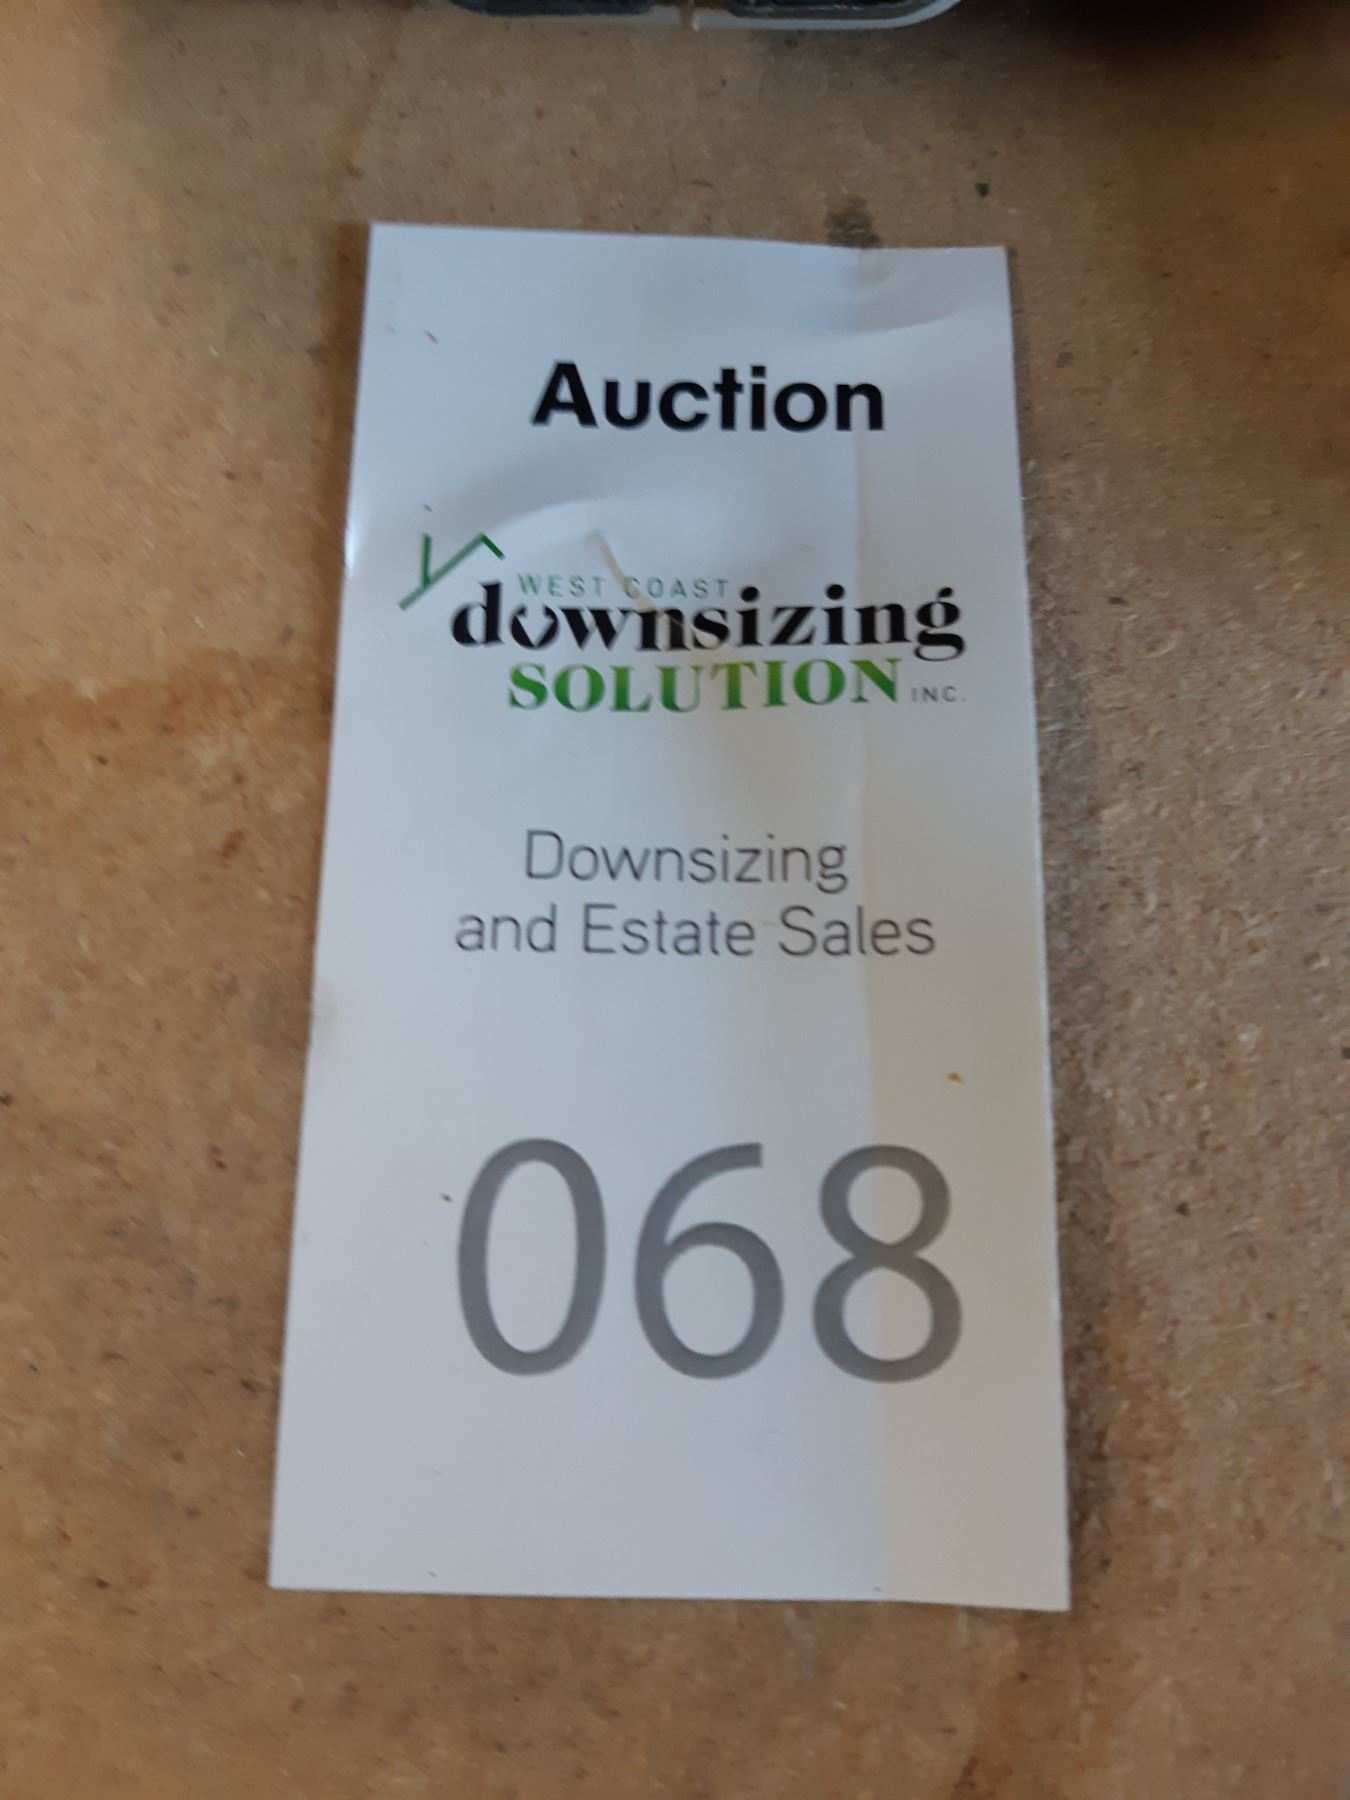 Auction
WEST COAST
downsizing
SOLUTION INC.
Downsizing
and Estate Sales
068